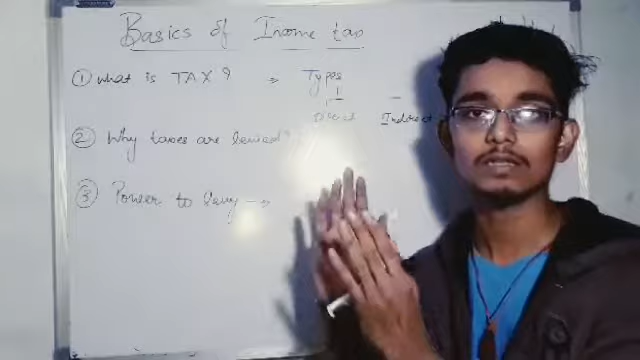 Basics of Income tax
① What is TAX? ⇒ Types
Direct Indirect
② Why taxes are leviead?
③ Power to levy →